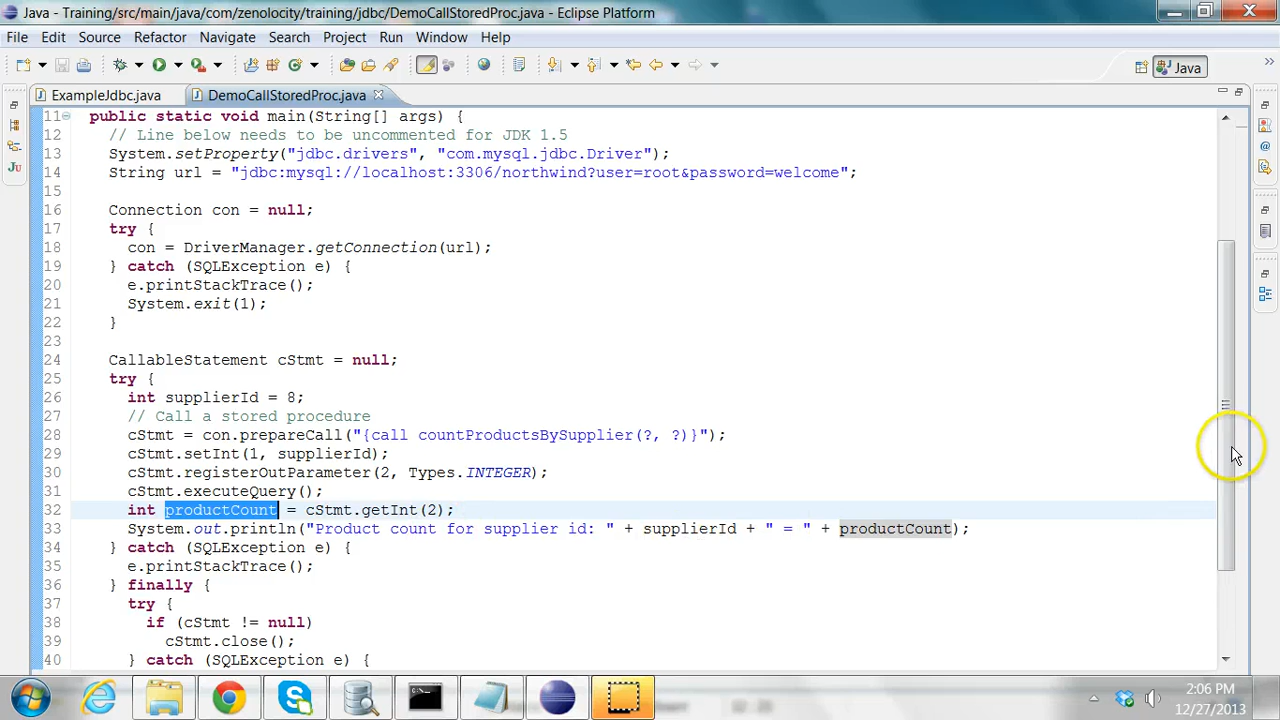 Java - Training/src/main/java/com/zenolocity/training/jdbc/DemoCallStoredProc.java - Eclipse Platform
File Edit Source Refactor Navigate Search Project Run Window Help
Java
ExampleJdbc.java DemoCallStoredProc.java
11 public static void main(String[] args) {
12 // Line below needs to be uncommented for JDK 1.5
13 System.setProperty("jdbc.drivers", "com.mysql.jdbc.Driver");
14 String url = "jdbc:mysql://localhost:3306/northwind?user=root&password=welcome";
15
16 Connection con = null;
17 try {
18 con = DriverManager.getConnection(url);
19 } catch (SQLException e) {
20 e.printStackTrace();
21 System.exit(1);
22 }
23
24 CallableStatement cStmt = null;
25 try {
26 int supplierId = 8;
27 // Call a stored procedure
28 cStmt = con.prepareCall("{call countProductsBySupplier(?, ?)}");
29 cStmt.setInt(1, supplierId);
30 cStmt.registerOutParameter(2, Types.INTEGER);
31 cStmt.executeQuery();
32 int productCount = cStmt.getInt(2);
33 System.out.println("Product count for supplier id: " + supplierId + " = " + productCount);
34 } catch (SQLException e) {
35 e.printStackTrace();
36 } finally {
37 try {
38 if (cStmt != null)
39 cStmt.close();
40 } catch (SQLException e) {
2:06 PM
12/27/2013